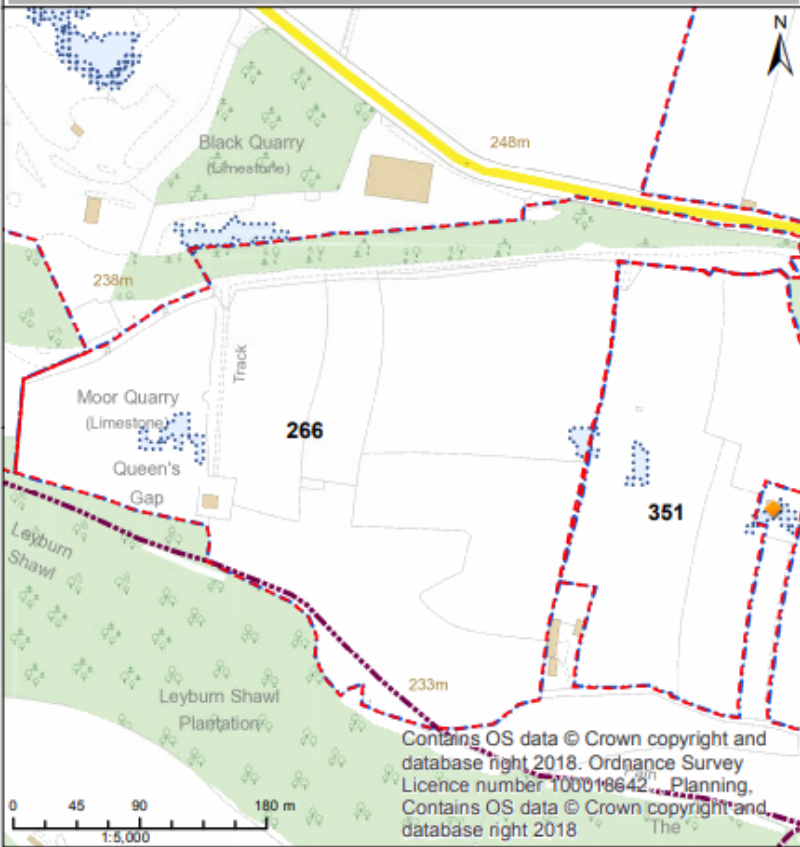 N
248m
Black Quarry
(Limestone)
238m
Track
Moor Quarry
(Limestone)
266
Queen's
Gap
351
Leyburn
Shawl
233m
Leyburn Shawl
Plantation
Contains OS data © Crown copyright and
database right 2018. Ordnance Survey
Licence number 100018642. Planning,
Contains OS data © Crown copyright and
database right 2018
The
0 45 90 180 m
1:5,000